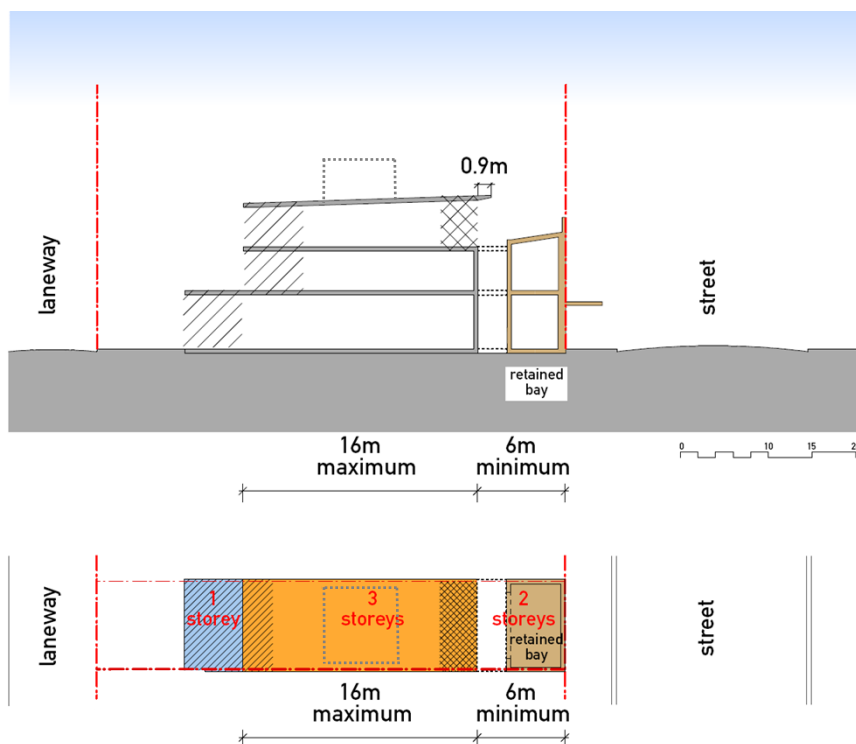 0.9m
laneway
street
retained
bay
16m
maximum
6m
minimum
0
10
15
laneway
1
storey
3
storeys
2
storeys
retained
bay
street
16m
maximum
6m
minimum